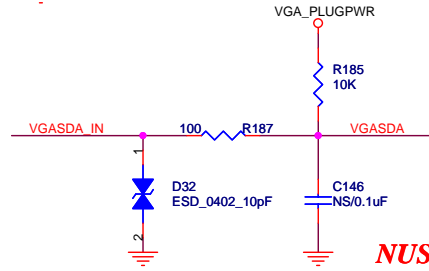 VGA_PLUGPWR
R185
10K
VGASDA_IN
100
R187
VGASDA
1
D32
ESD_0402_10pF
2
C146
NS/0.1uF
NUS